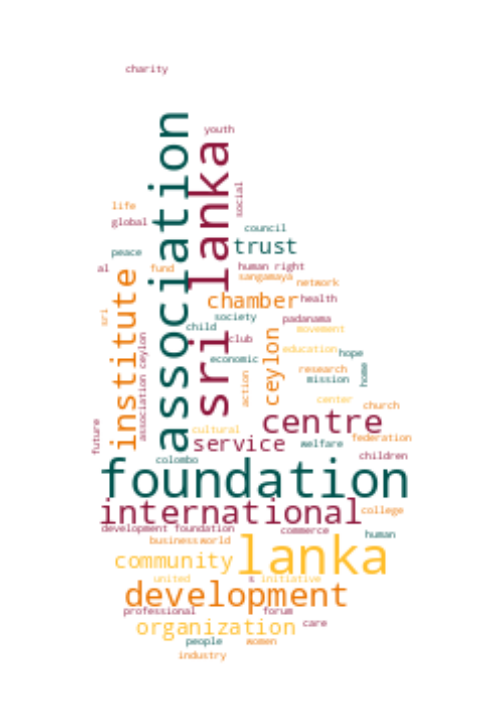 charity
youth
association
sri lanka
social
life
global
council
peace
trust
al
fund
human right
sangamaya
network
institute
chamber
health
sri
society
padanama
child
movement
ceylon
club
association ceylon
education
hope
economic
research
home
mission
action
center
church
centre
future
cultural
service
welfare
federation
colombo
children
foundation
international
college
development foundation
commerce
human
business
world
community
lanka
united
s
initiative
development
professional
forum
care
organization
people
women
industry